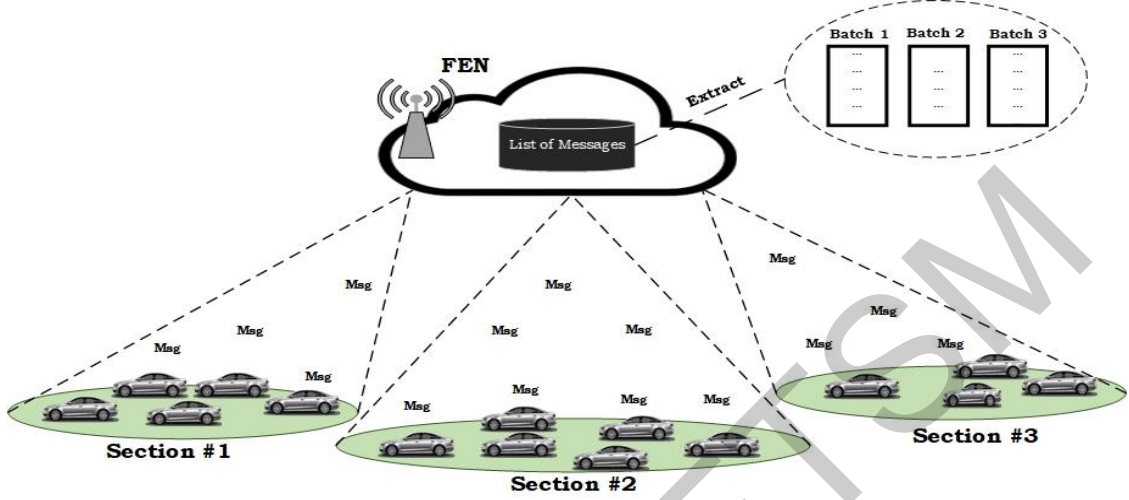 Batch 1 Batch 2 Batch 3
... ...
... ... ...
... ... ...
... ... ...
FEN
Extract
List of Messages
Msg
Msg Msg
Msg
Msg Msg Msg
Msg Msg Msg Msg
Msg
Msg
Msg Msg Msg
Section #1
Section #2
Section #3
TSM